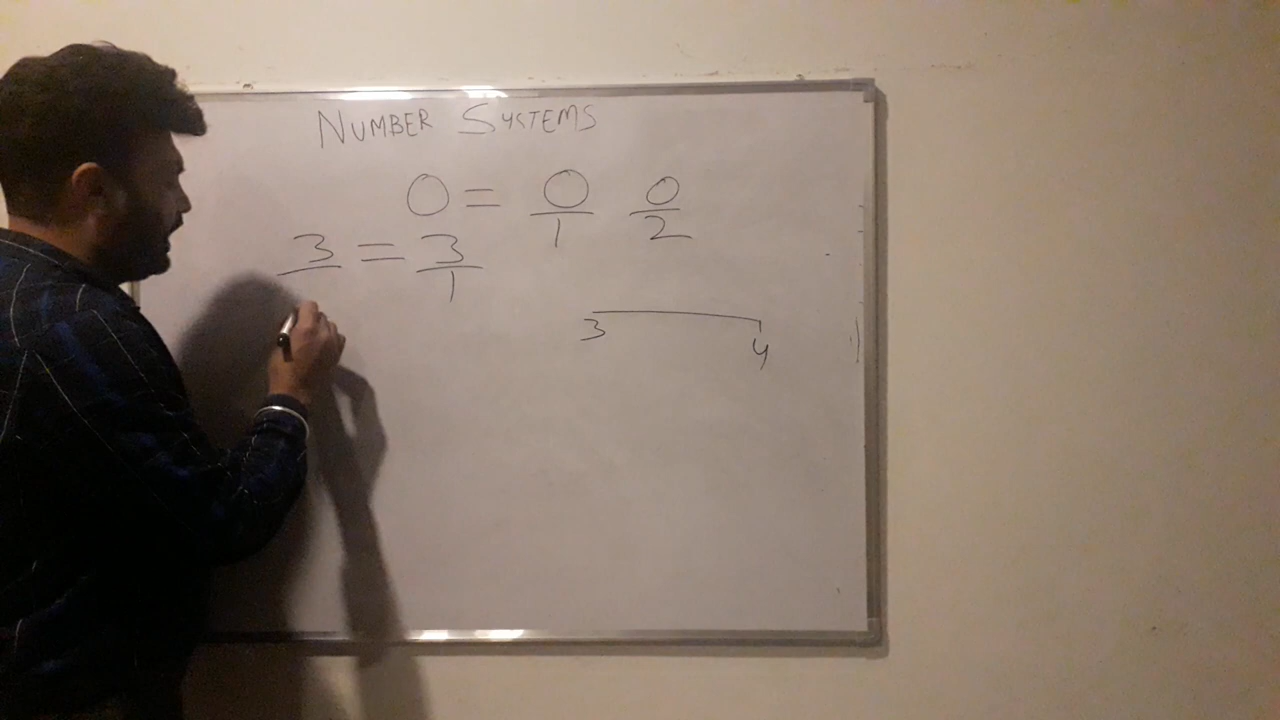 NUMBER SYSTEMS
0 = 0/1 0/2
3 = 3/1
3 4